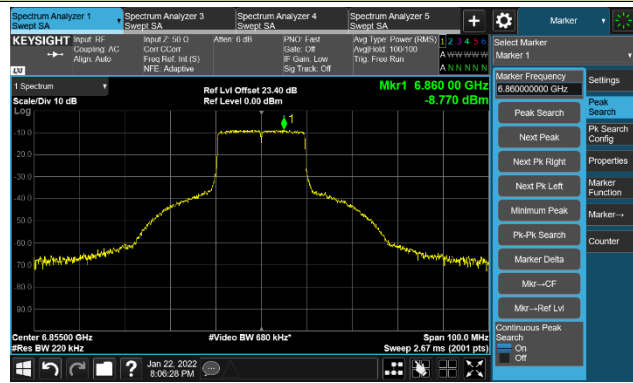 Spectrum Analyzer 1
Swept SA
Spectrum Analyzer 3
Swept SA
Spectrum Analyzer 4
Swept SA
Spectrum Analyzer 5
Swept SA
Marker
KEYSIGHT
Input: RF
Coupling: AC
Align: Auto
Input Z: 50 Ω
Corr CCorr
Freq Ref: Int (S)
NFE: Adaptive
Atten: 6 dB
PNO: Fast
Gate: Off
IF Gain: Low
Sig Track: Off
Avg Type: Power (RMS)
Avg|Hold: 100/100
Trig: Free Run
1 2 3 4 5 6
A W W W W W
A N N N N N
LXI
Select Marker
Marker 1
1 Spectrum
Scale/Div 10 dB
Log
Ref Lvl Offset 23.40 dB
Ref Level 0.00 dBm
Mkr1 6.860 00 GHz
-8.770 dBm
1
-10.0
-20.0
-30.0
-40.0
-50.0
-60.0
-70.0
-80.0
-90.0
Center 6.85500 GHz
#Res BW 220 kHz
#Video BW 680 kHz*
Span 100.0 MHz
Sweep 2.67 ms (2001 pts)
Marker Frequency
6.860000000 GHz
Peak Search
Next Peak
Next Pk Right
Next Pk Left
Minimum Peak
Pk-Pk Search
Marker Delta
Mkr→CF
Mkr→Ref Lvl
Continuous Peak
Search
On
Off
Settings
Peak
Search
Pk Search
Config
Properties
Marker
Function
Marker→
Counter
Jan 22, 2022
8:06:28 PM